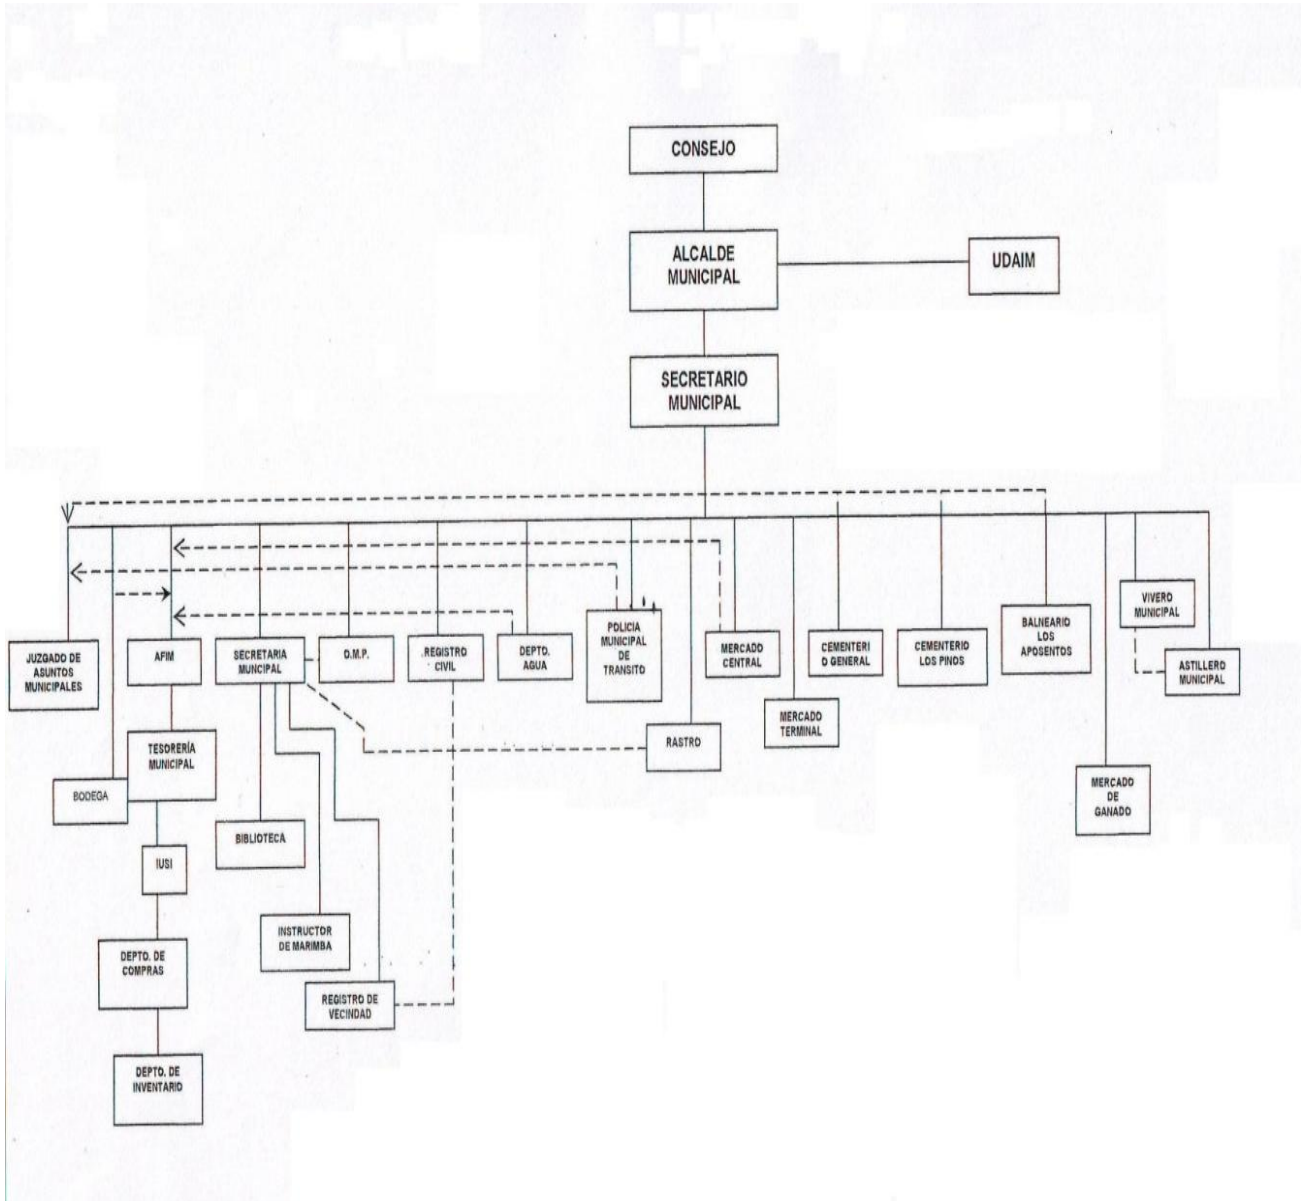 CONSEJO
ALCALDE
MUNICIPAL
UDAIM
SECRETARIO
MUNICIPAL
JUZGADO DE
ASUNTOS
MUNICIPALES
AFIM
SECRETARIA
MUNCIPAL
O.M.P.
.REGISTRO
CIVIL
DEPTO.
AGUA
POLICIA
MUNICIPAL
DE
TRANSITO
MERCADO
CENTRAL
CEMENTERI
O GENERAL
CEMENTERIO
LOS PINOS
BALNEARIO
LOS
APOSENTOS
VIVERO
MUNICIPAL
ASTILLERO
MUNICIPAL
TESORERÍA
MUNICIPAL
MERCADO
TERMINAL
RASTRO
BODEGA
MERCADO
DE
GANADO
BIBLIOTECA
IUSI
INSTRUCTOR
DE MARIMBA
DEPTO. DE
COMPRAS
REGISTRO DE
VECINDAD
DEPTO. DE
INVENTARIO